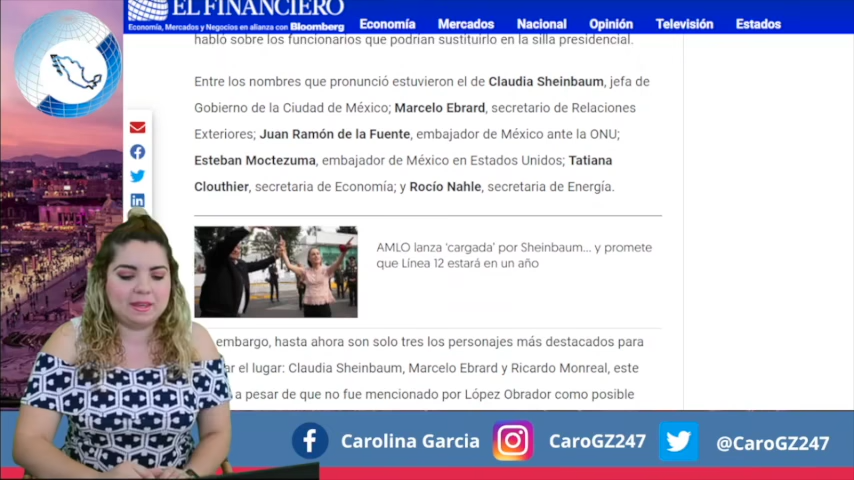 EL FINANCIERO
Economía, Mercados y Negocios en alianza con Bloomberg
Economía Mercados Nacional Opinión Televisión Estados
habló sobre los funcionarios que podrían sustituirlo en la silla presidencial.
Entre los nombres que pronunció estuvieron el de Claudia Sheinbaum, jefa de
Gobierno de la Ciudad de México; Marcelo Ebrard, secretario de Relaciones
Exteriores; Juan Ramón de la Fuente, embajador de México ante la ONU;
Esteban Moctezuma, embajador de México en Estados Unidos; Tatiana
Clouthier, secretaria de Economía; y Rocío Nahle, secretaria de Energía.
AMLO lanza 'cargada' por Sheinbaum... y promete
que Línea 12 estará en un año
embargo, hasta ahora son solo tres los personajes más destacados para
ar el lugar: Claudia Sheinbaum, Marcelo Ebrard y Ricardo Monreal, este
a pesar de que no fue mencionado por López Obrador como posible
Carolina Garcia CaroGZ247 @CaroGZ247